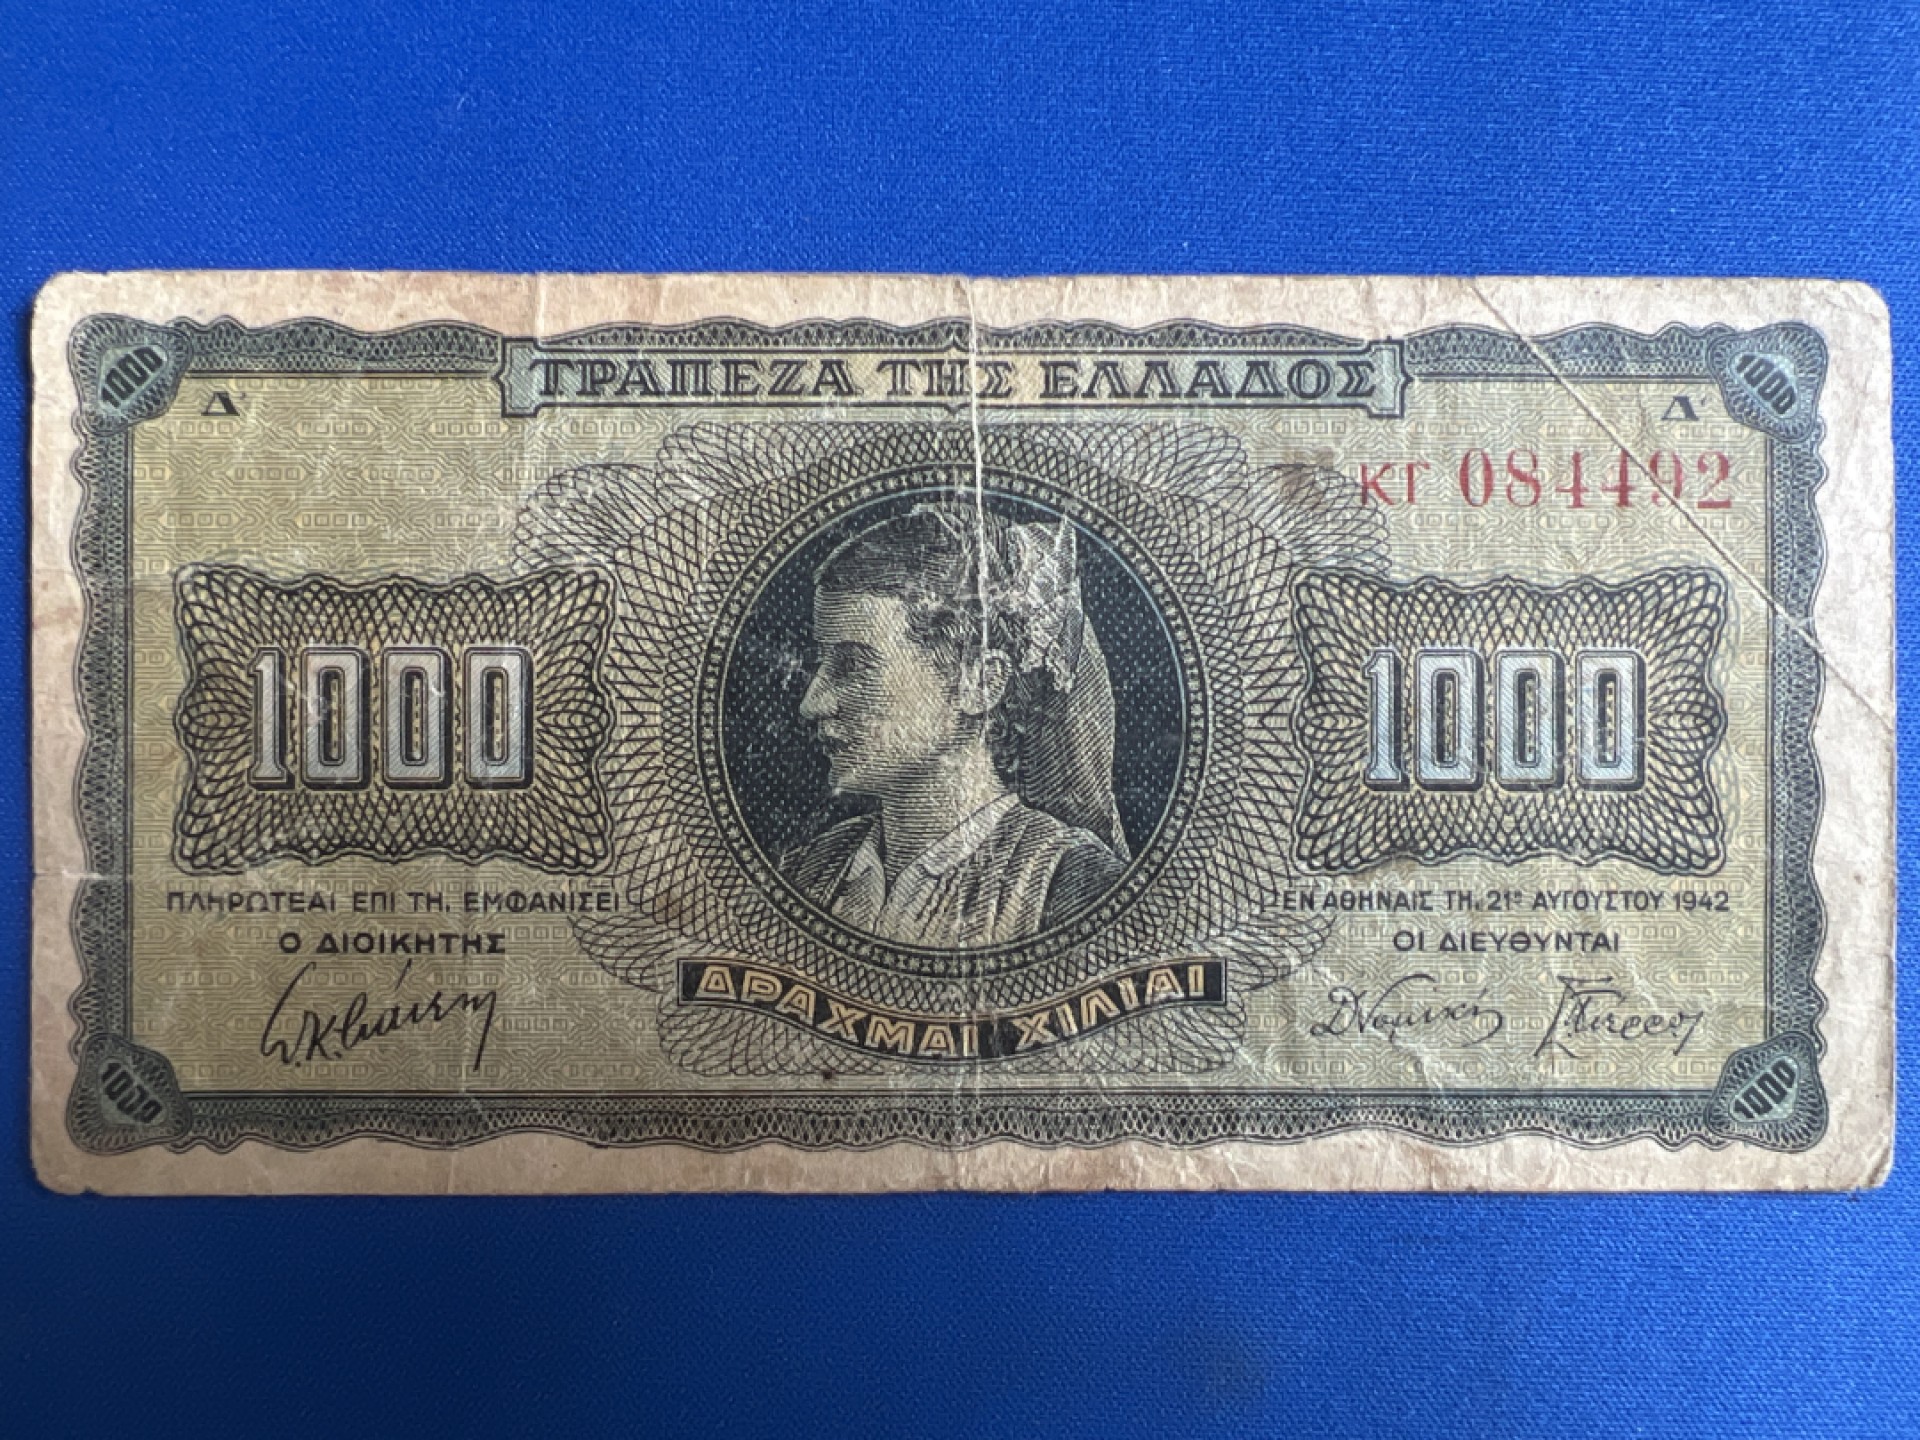 1000 1000
ΤΡΑΠΕΖΑ ΤΗΣ ΕΛΛΑΔΟΣ
Δ' Δ'
ΚΓ 084492
1000 1000
ΠΛΗΡΩΤΕΑΙ ΕΠΙ ΤΗ, ΕΜΦΑΝΙΣΕΙ
Ο ΔΙΟΙΚΗΤΗΣ
ΕΝ ΑΘΗΝΑΙΣ ΤΗ, 21ῃ ΑΥΓΟΥΣΤΟΥ 1942
ΟΙ ΔΙΕΥΘΥΝΤΑΙ
ΔΡΑΧΜΑΙ ΧΙΛΙΑΙ
1000 1000